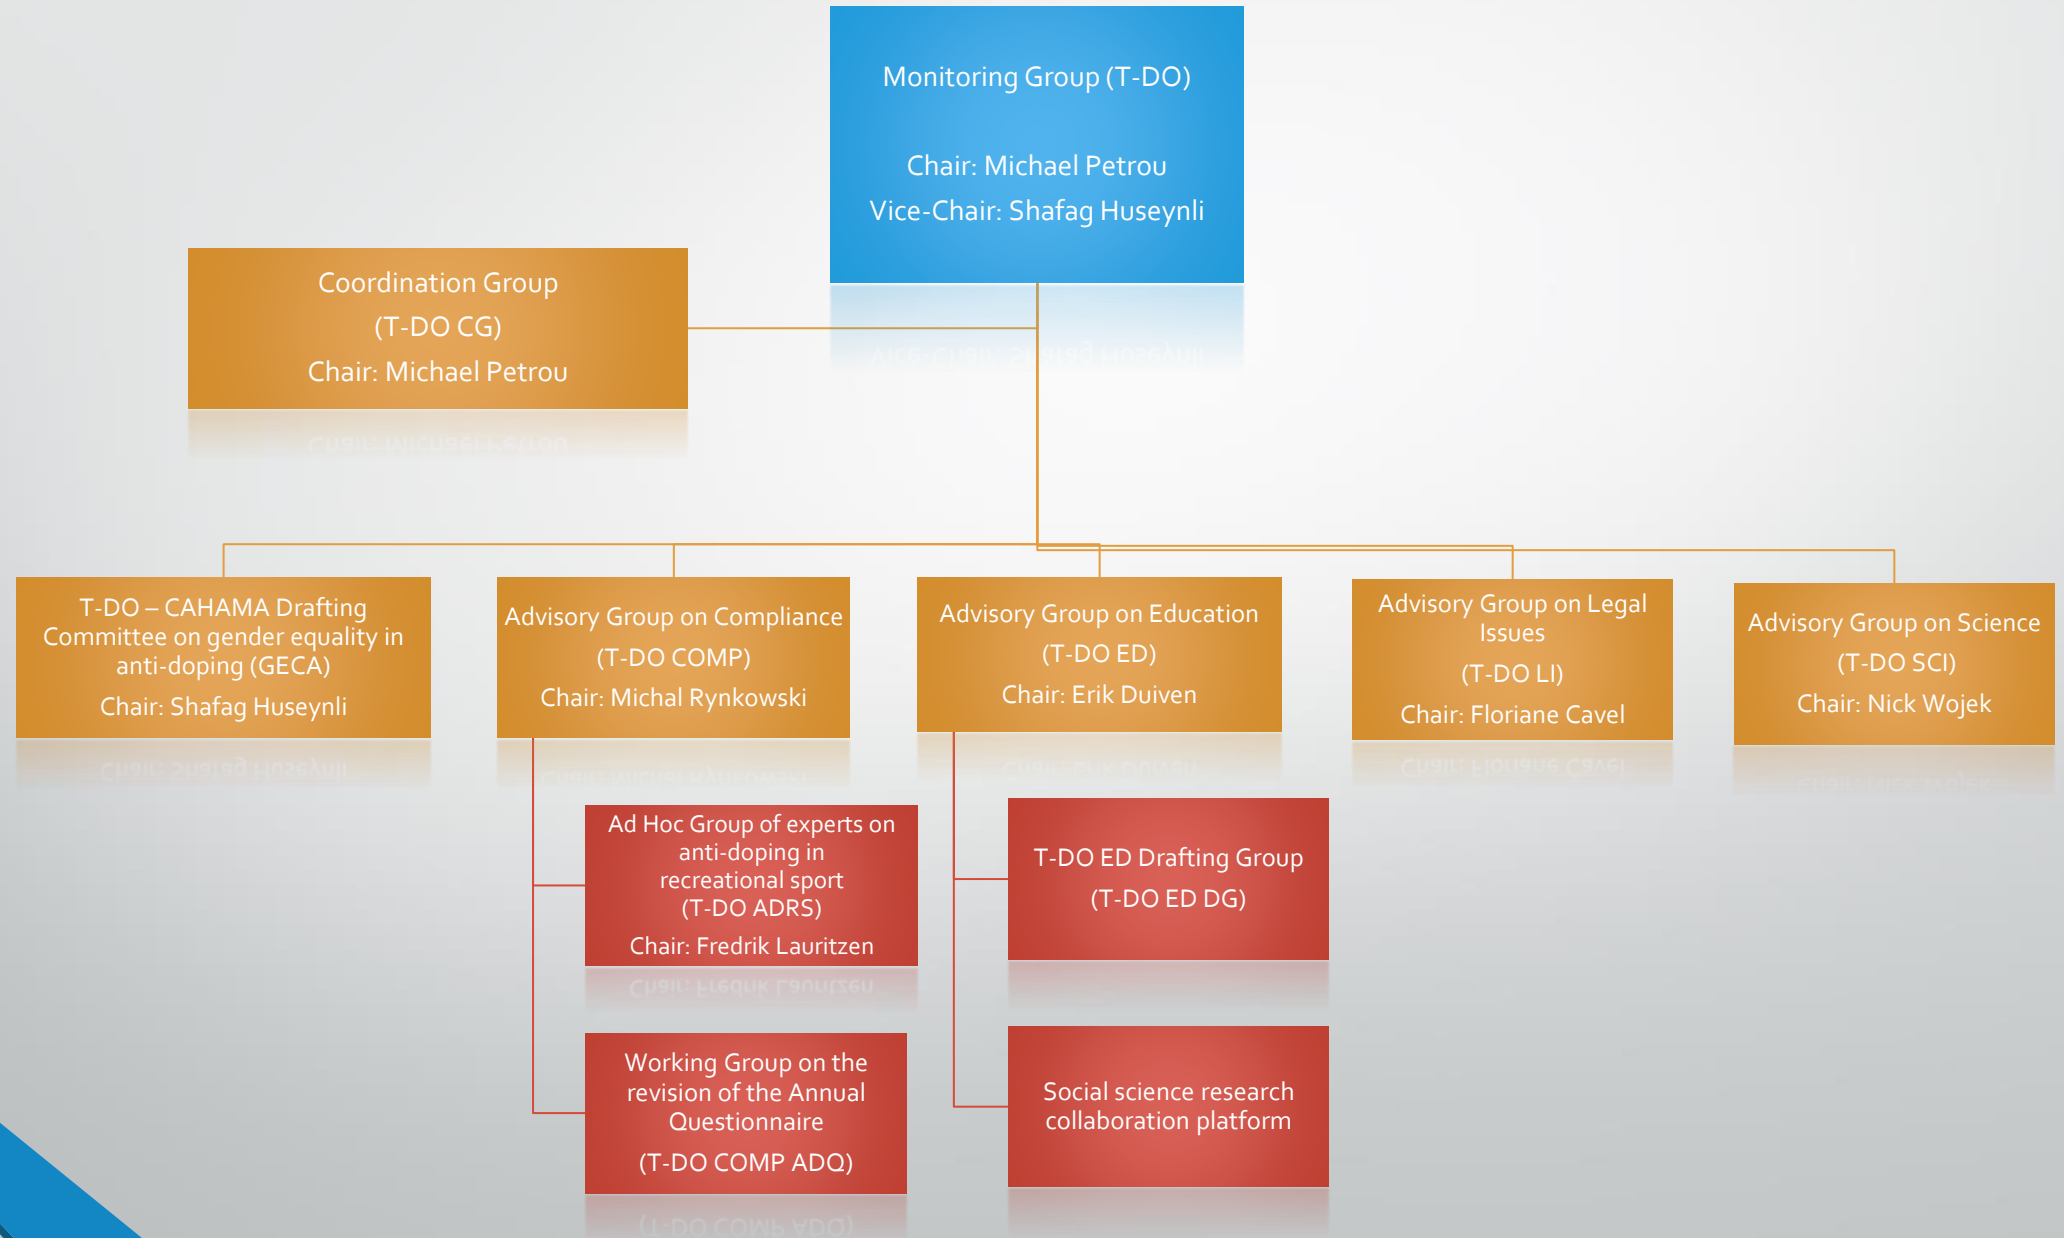 Monitoring Group (T-DO)
Chair: Michael Petrou
Vice-Chair: Shafag Huseynli
Coordination Group
(T-DO CG)
Chair: Michael Petrou
T-DO – CAHAMA Drafting
Committee on gender equality in
anti-doping (GECA)
Chair: Shafag Huseynli
Advisory Group on Compliance
(T-DO COMP)
Chair: Michal Rynkowski
Advisory Group on Education
(T-DO ED)
Chair: Erik Duiven
Advisory Group on Legal
Issues
(T-DO LI)
Chair: Floriane Cavel
Advisory Group on Science
(T-DO SCI)
Chair: Nick Wojek
Ad Hoc Group of experts on
anti-doping in
recreational sport
(T-DO ADRS)
Chair: Fredrik Lauritzen
Working Group on the
revision of the Annual
Questionnaire
(T-DO COMP ADQ)
T-DO ED Drafting Group
(T-DO ED DG)
Social science research
collaboration platform